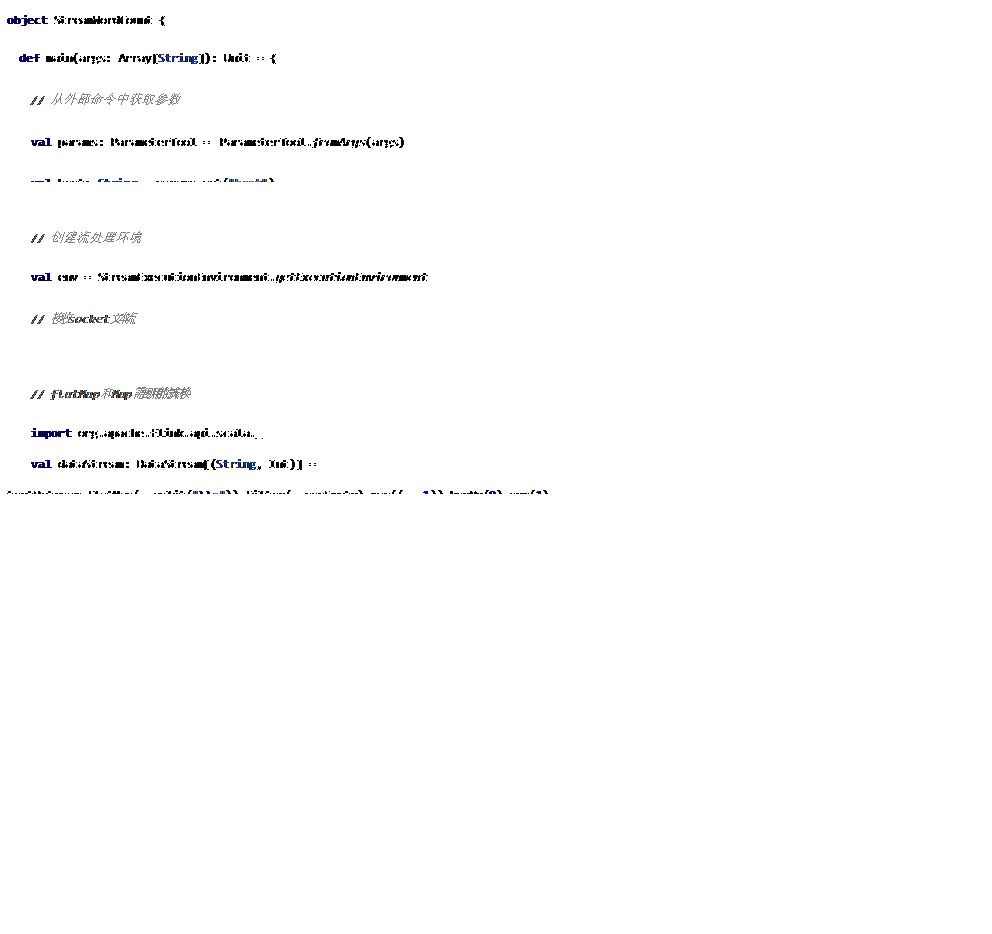 object StreamWordCount {
def main(args: Array[String]): Unit = {
// 从外部命令中获取参数
val params: ParameterTool = ParameterTool.fromArgs(args)
// 创建流处理环境
val env = StreamExecutionEnvironment.getExecutionEnvironment
// 接收socket文本流
// flatMap和Map需要引用的隐式转换
import org.apache.flink.api.scala._
val dataStream: DataStream[(String, Int)] =